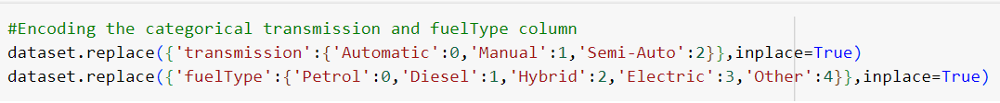 #Encoding the categorical transmission and fuelType column
dataset.replace({'transmission':{'Automatic':0,'Manual':1,'Semi-Auto':2}},inplace=True)
dataset.replace({'fuelType':{'Petrol':0,'Diesel':1,'Hybrid':2,'Electric':3,'Other':4}},inplace=True)